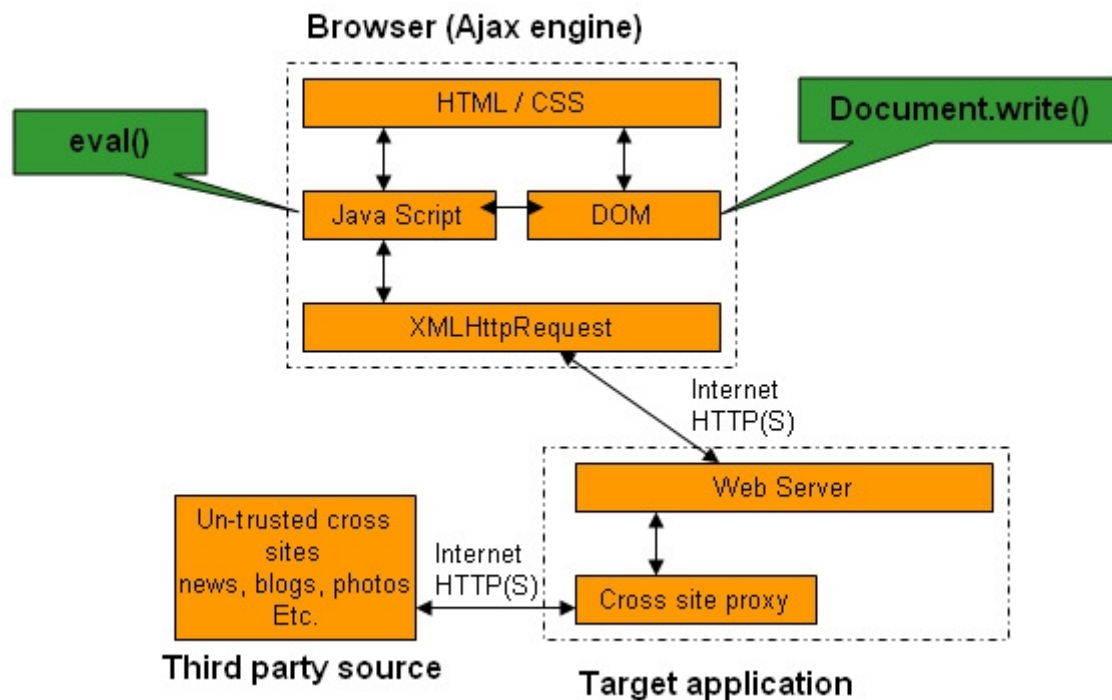 Browser (Ajax engine)
HTML / CSS
Document.write()
eval()
Java Script
DOM
XMLHttpRequest
Internet
HTTP(S)
Web Server
Un-trusted cross
sites
news, blogs, photos
Etc.
Internet
HTTP(S)
Cross site proxy
Third party source
Target application